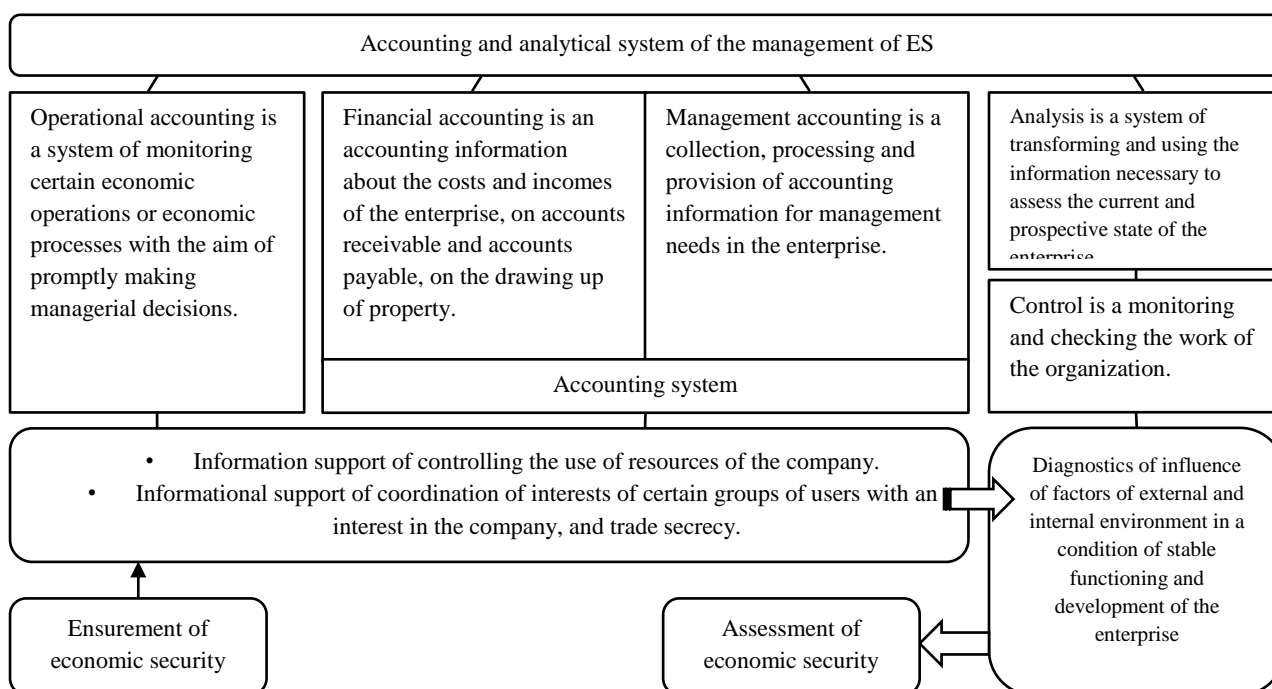 Accounting and analytical system of the management of ES
Operational accounting is
a system of monitoring
certain economic
operations or economic
processes with the aim of
promptly making
managerial decisions.
Financial accounting is an
accounting information
about the costs and incomes
of the enterprise, on accounts
receivable and accounts
payable, on the drawing up
of property.
Management accounting is a
collection, processing and
provision of accounting
information for management
needs in the enterprise.
Analysis is a system of
transforming and using the
information necessary to
assess the current and
prospective state of the
enterprise
Control is a monitoring
and checking the work of
the organization.
Accounting system
• Information support of controlling the use of resources of the company.
• Informational support of coordination of interests of certain groups of users with an
interest in the company, and trade secrecy.
Diagnostics of influence
of factors of external and
internal environment in a
condition of stable
functioning and
development of the
enterprise
Ensurement of
economic security
Assessment of
economic security